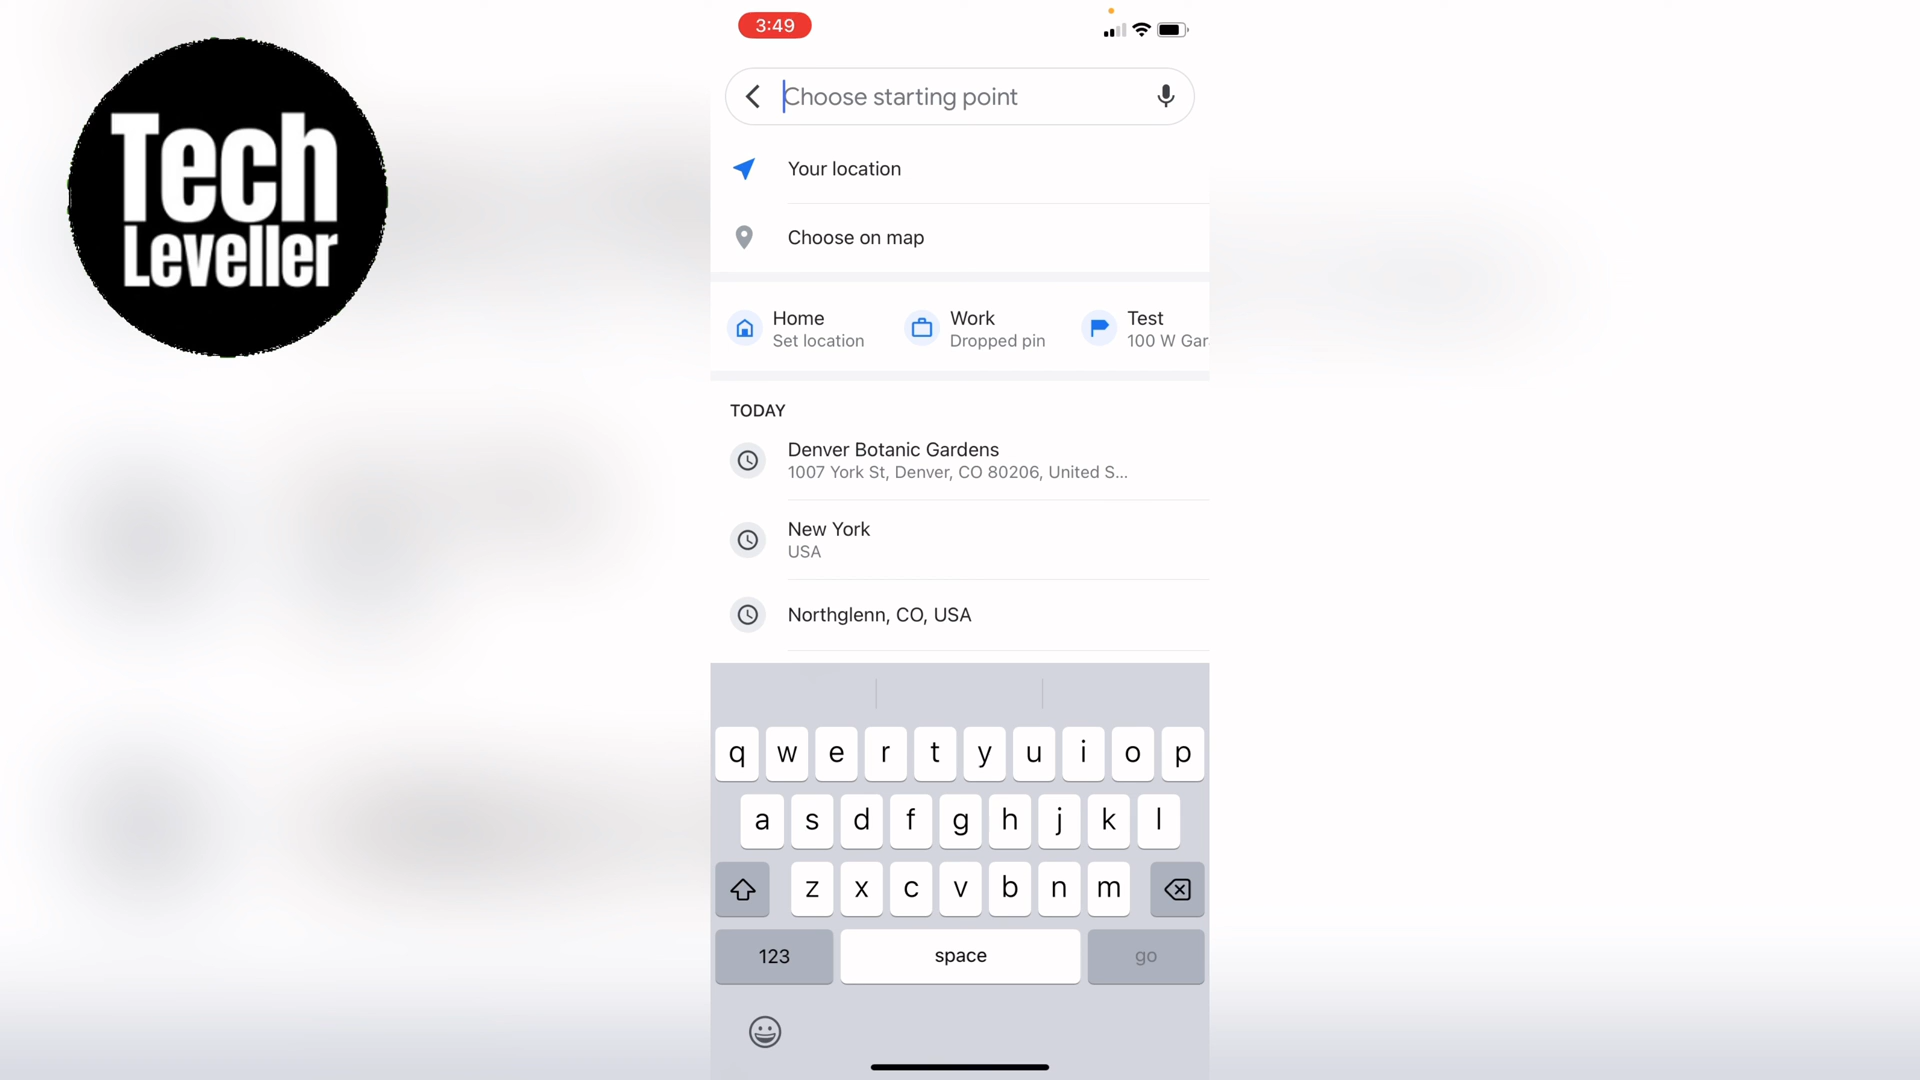 Tech
Leveller
3:49
Choose starting point
Your location
Choose on map
Home
Set location
Work
Dropped pin
Test
100 W Gar
TODAY
Denver Botanic Gardens
1007 York St, Denver, CO 80206, United S...
New York
USA
Northglenn, CO, USA
q w e r t y u i o p
a s d f g h j k l
z x c v b n m
123 space go